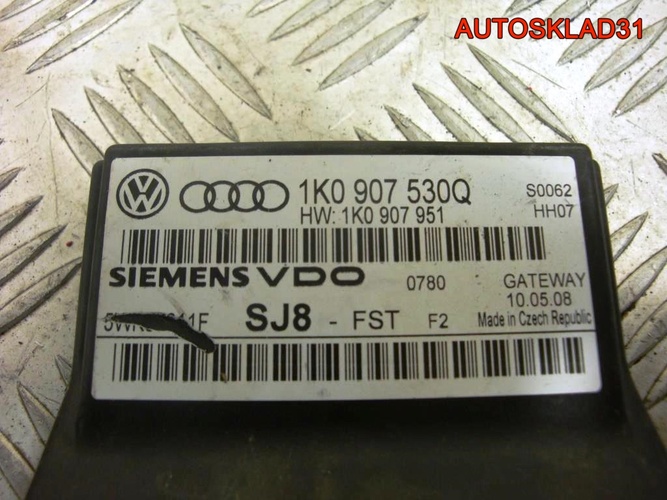 AUTOSKLAD31
1K0 907 530Q S0062
HW: 1K0 907 951 HH07
SIEMENS VDO 0780 GATEWAY
10.05.08
SJ8 - FST F2 Made in Czech Republic